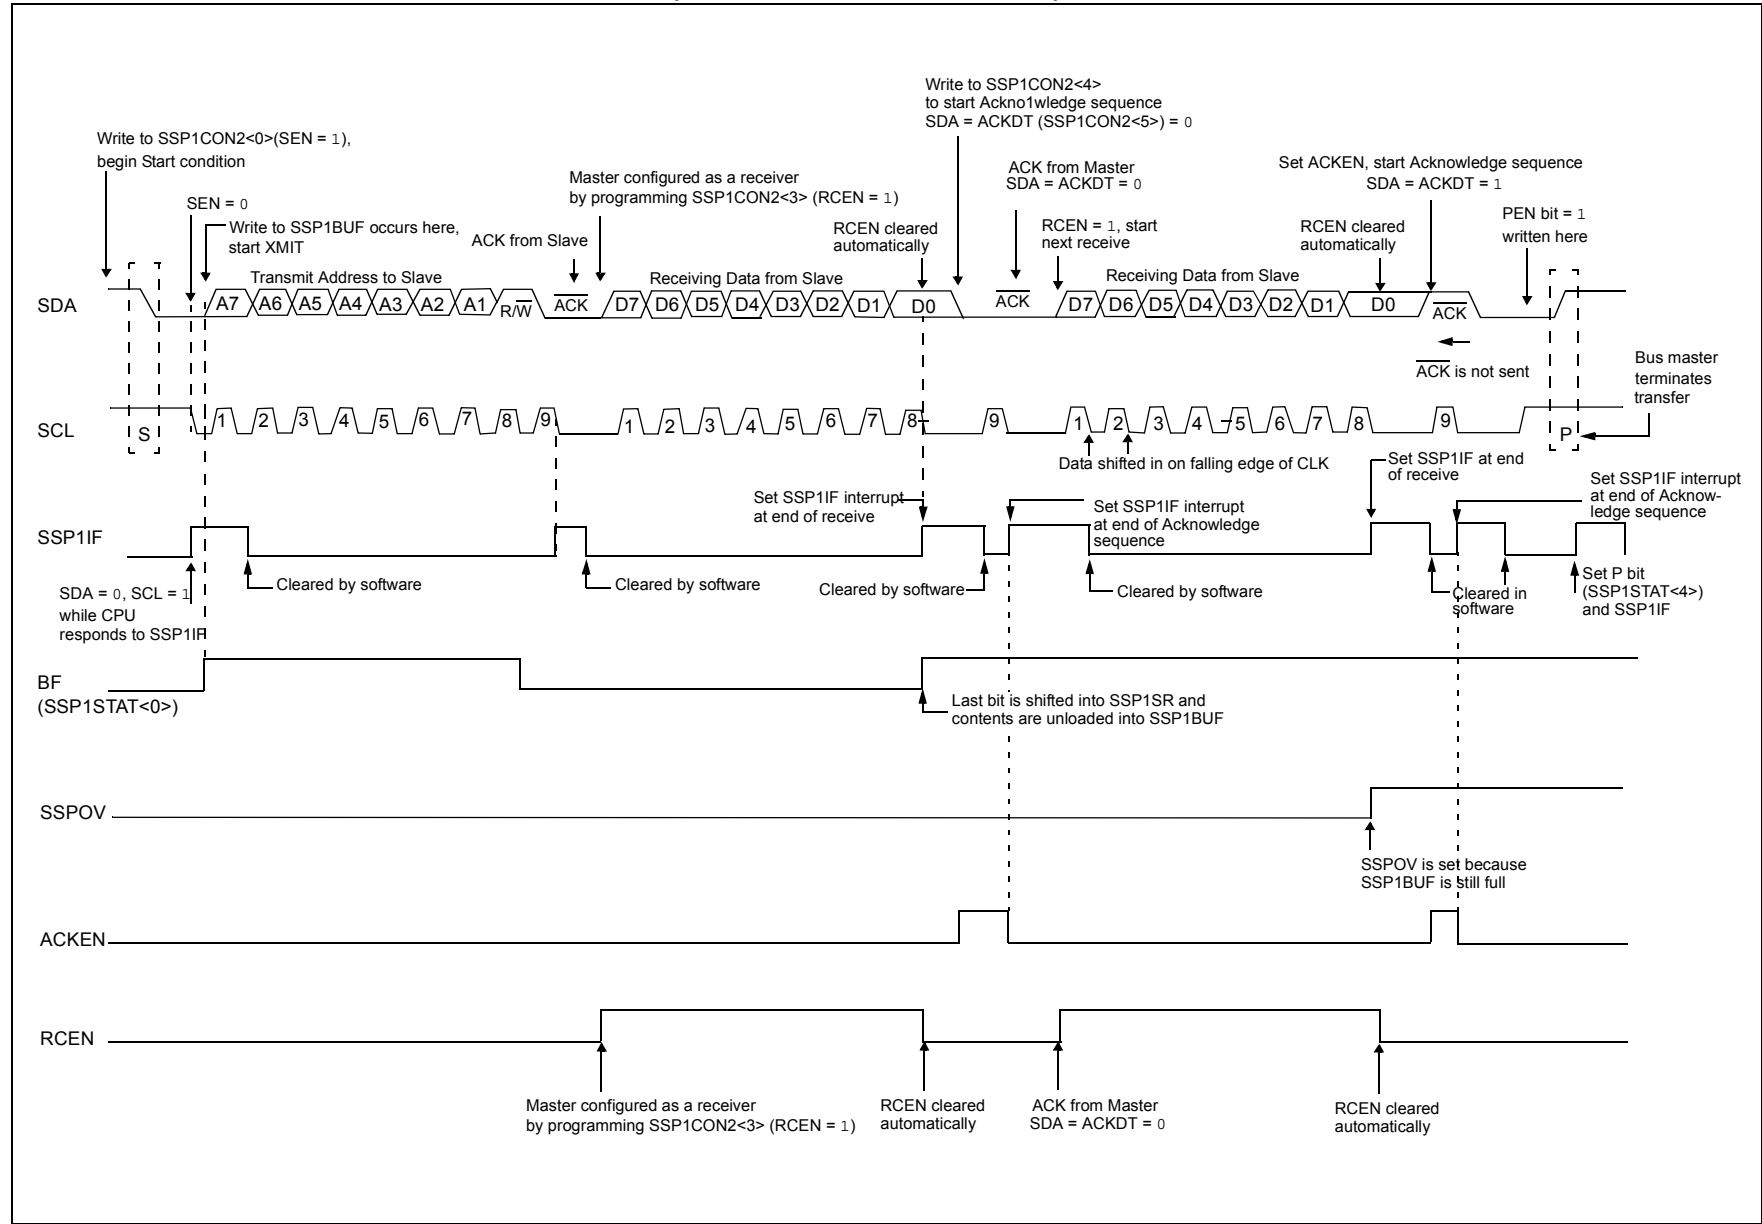 Write to SSP1CON2<4>
to start Ackno1wledge sequence
SDA = ACKDT (SSP1CON2<5>) = 0
Write to SSP1CON2<0>(SEN = 1),
begin Start condition
ACK from Master
SDA = ACKDT = 0
Set ACKEN, start Acknowledge sequence
SDA = ACKDT = 1
Master configured as a receiver
by programming SSP1CON2<3> (RCEN = 1)
SEN = 0
Write to SSP1BUF occurs here,
start XMIT
ACK from Slave
RCEN cleared
automatically
RCEN = 1, start
next receive
RCEN cleared
automatically
PEN bit = 1
written here
Transmit Address to Slave
Receiving Data from Slave
Receiving Data from Slave
SDA
A7 A6 A5 A4 A3 A2 A1 R/W ACK D7 D6 D5 D4 D3 D2 D1 D0 ACK D7 D6 D5 D4 D3 D2 D1 D0 ACK
ACK is not sent
Bus master
terminates
transfer
SCL
S 1 2 3 4 5 6 7 8 9 1 2 3 4 5 6 7 8 9 1 2 3 4 5 6 7 8 9 P
Data shifted in on falling edge of CLK
Set SSP1IF at end
of receive
Set SSP1IF interrupt
at end of receive
Set SSP1IF interrupt
at end of Acknowledge
sequence
Set SSP1IF interrupt
at end of Acknow-
ledge sequence
SSP1IF
Cleared by software
Cleared by software
Cleared by software
Cleared by software
Cleared in
software
Set P bit
(SSP1STAT<4>)
and SSP1IF
SDA = 0, SCL = 1
while CPU
responds to SSP1IF
BF
(SSP1STAT<0>)
Last bit is shifted into SSP1SR and
contents are unloaded into SSP1BUF
SSPOV
SSPOV is set because
SSP1BUF is still full
ACKEN
RCEN
Master configured as a receiver
by programming SSP1CON2<3> (RCEN = 1)
RCEN cleared
automatically
ACK from Master
SDA = ACKDT = 0
RCEN cleared
automatically